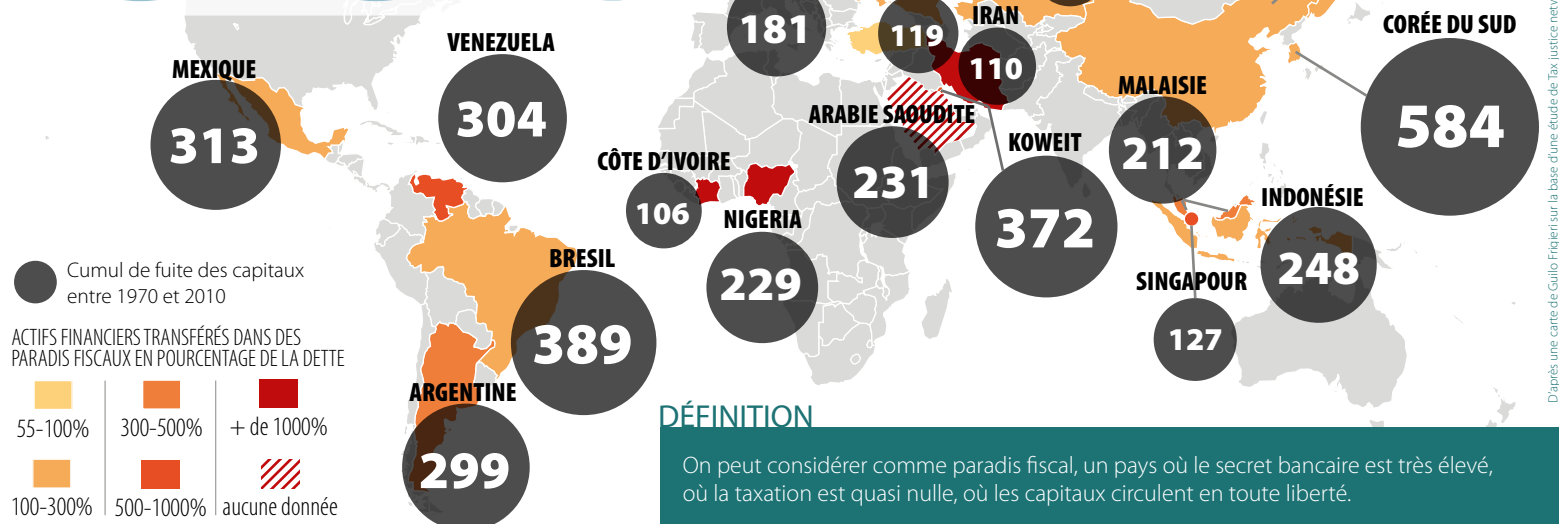 IRAN
CORÉE DU SUD
VENEZUELA
181
119
MEXIQUE
110
MALAISIE
304
ARABIE SAOUDITE
584
313
KOWEIT
CÔTE D'IVOIRE
212
231
INDONÉSIE
106
NIGERIA
372
BRESIL
248
SINGAPOUR
229
389
127
ARGENTINE
299
Cumul de fuite des capitaux
entre 1970 et 2010
ACTIFS FINANCIERS TRANSFÉRÉS DANS DES
PARADIS FISCAUX EN POURCENTAGE DE LA DETTE
55-100%
300-500%
+ de 1000%
100-300%
500-1000%
aucune donnée
DÉFINITION
On peut considérer comme paradis fiscal, un pays où le secret bancaire est très élevé,
où la taxation est quasi nulle, où les capitaux circulent en toute liberté.
D'après une carte de Guilo Frigieri sur la base d'une étude de Tax justice